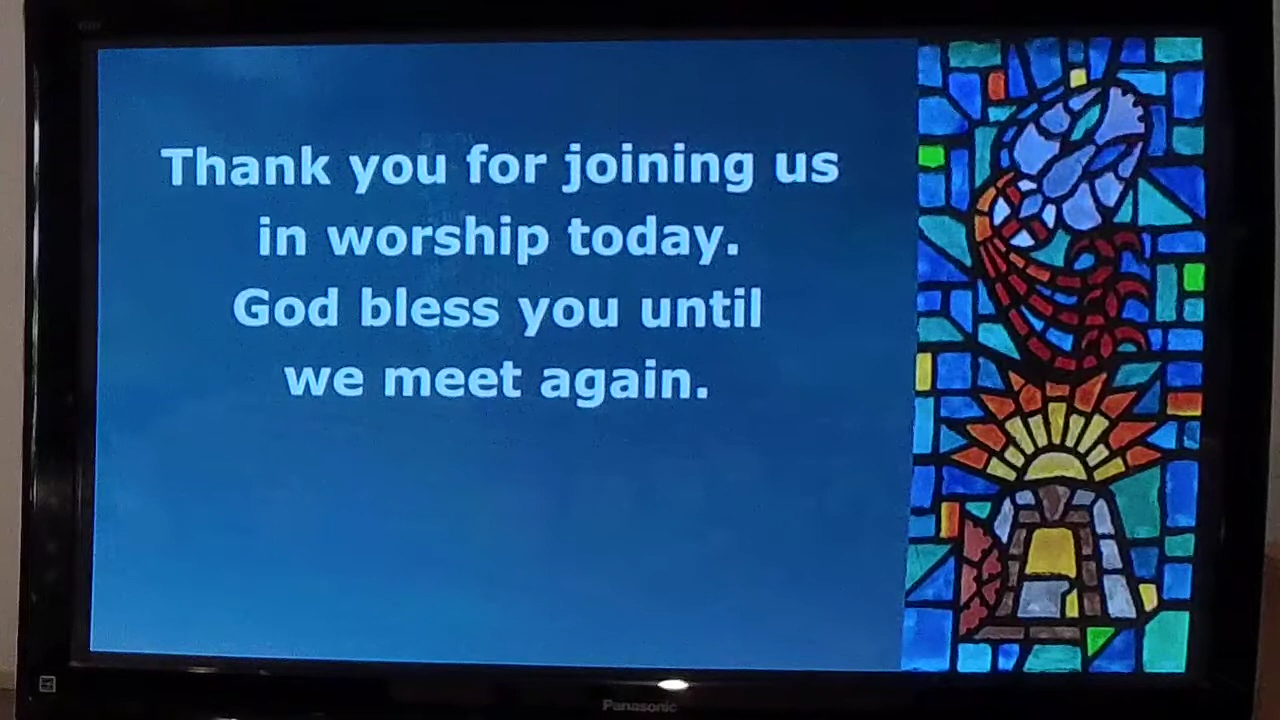 Thank you for joining us
in worship today.
God bless you until
we meet again.
Panasonic